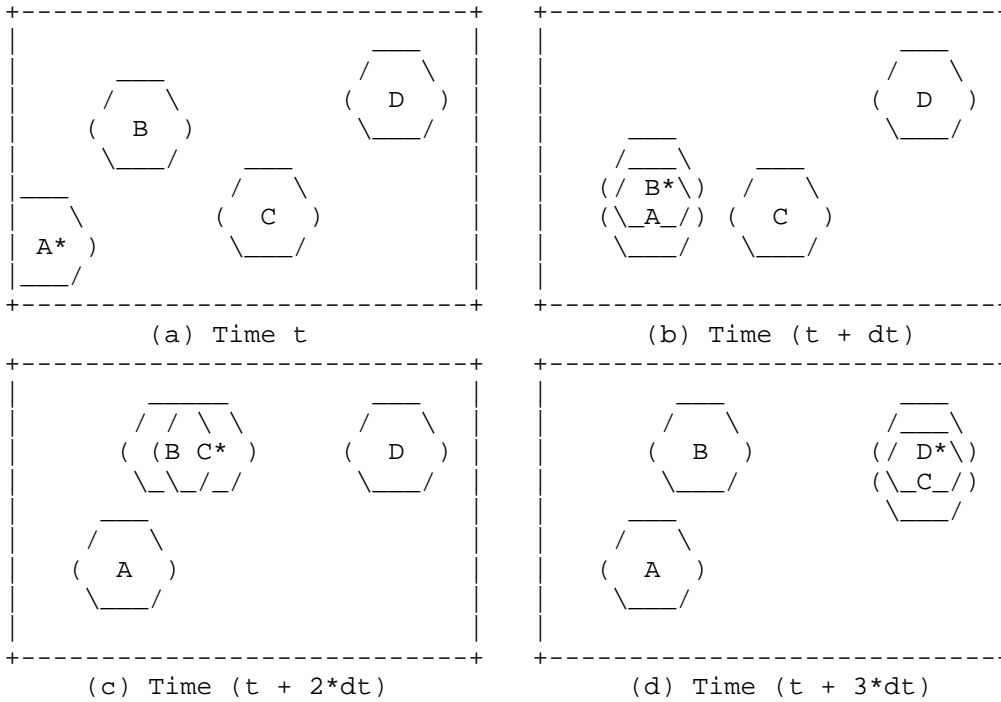 D
B
C
A*
(a) Time t
D
B*
A
C
(b) Time (t + dt)
B C*
D
A
(c) Time (t + 2*dt)
B
D*
C
A
(d) Time (t + 3*dt)